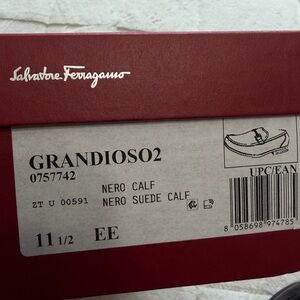 Salvatore Ferragamo
GRANDIOSO2
0757742
UPC/EAN
NERO CALF
ZT U 00591 NERO SUEDE CALF
8 058698 974785
11 1/2 EE